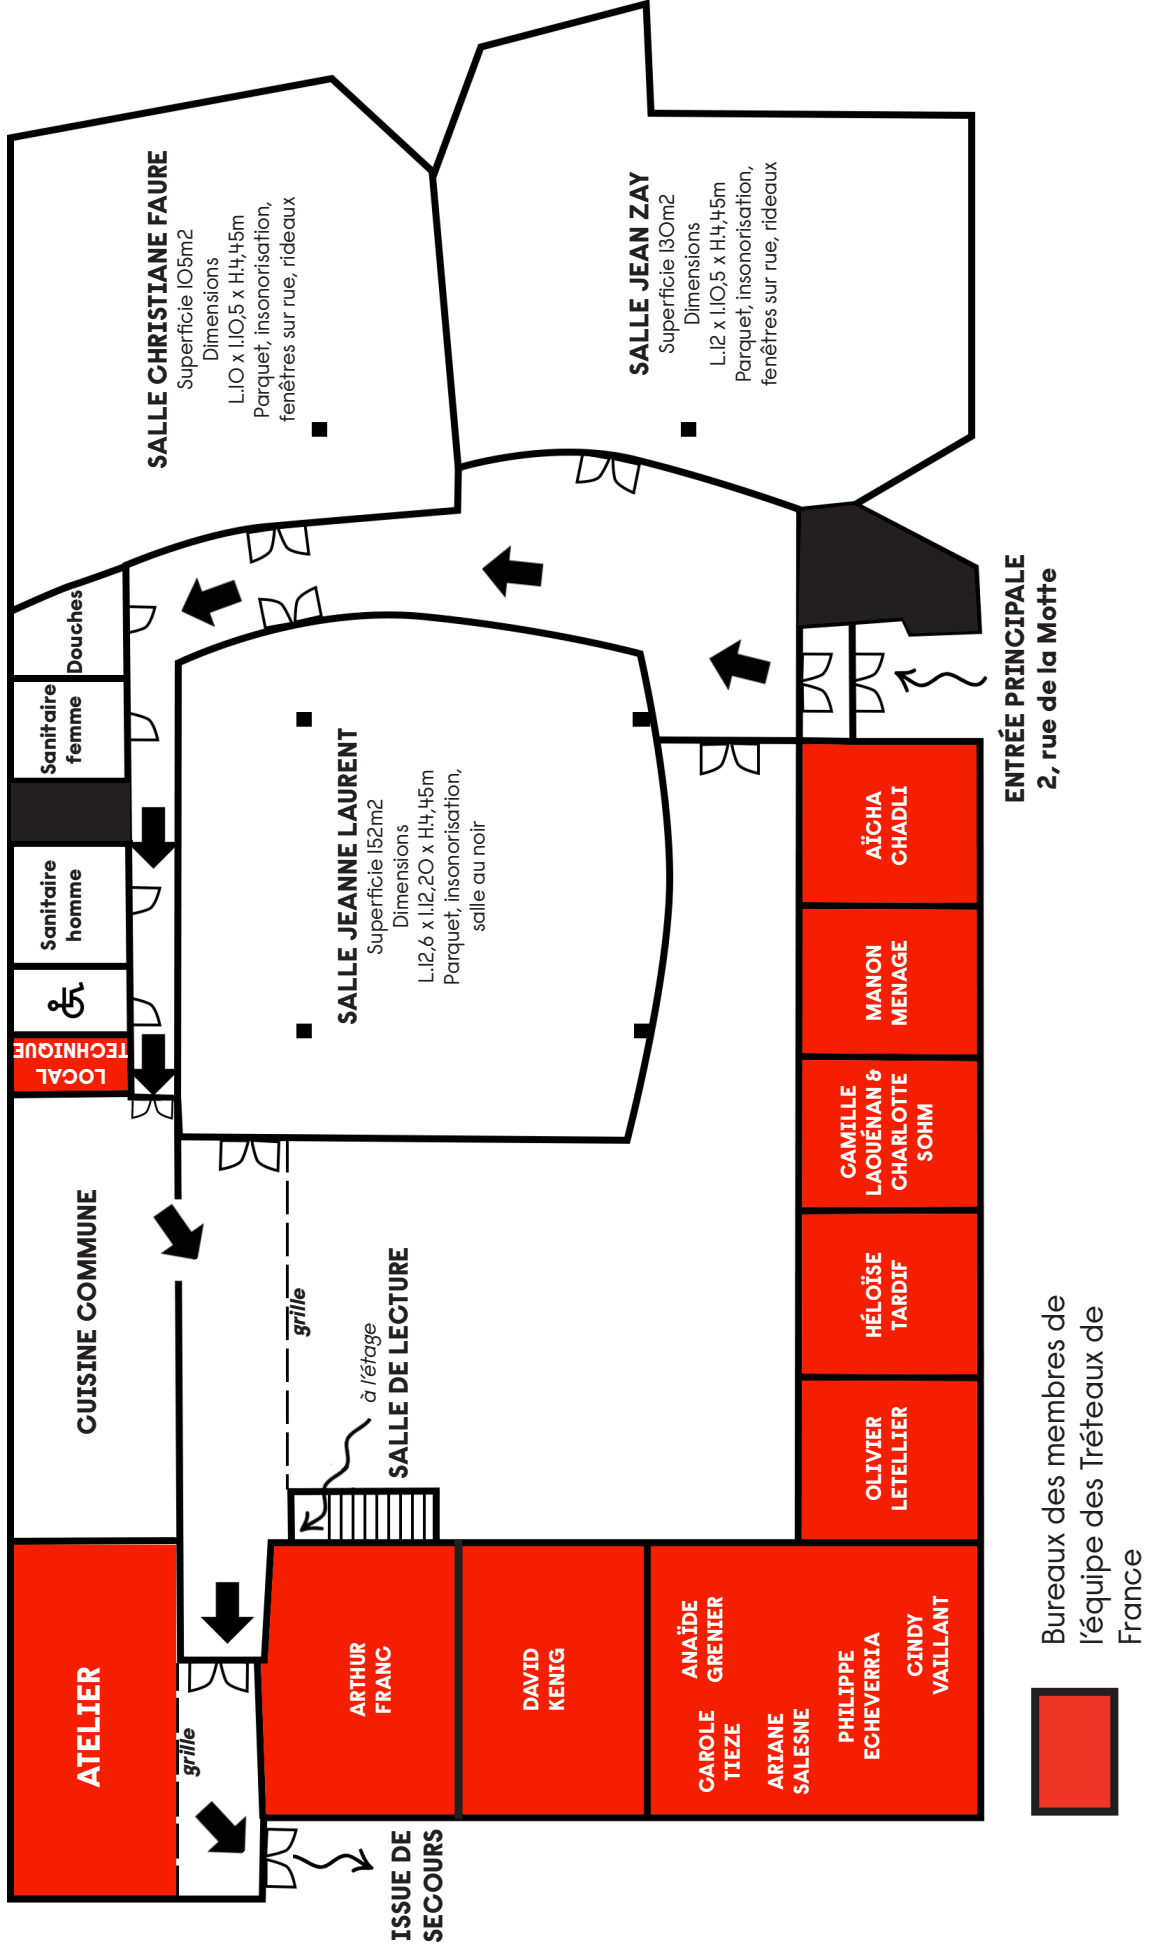 SALLE CHRISTIANE FAURE
Superficie 105m2
Dimensions
L.10 x l.10,5 x H.4,45m
Parquet, insonorisation,
fenêtres sur rue, rideaux
SALLE JEAN ZAY
Superficie 130m2
Dimensions
L.12 x l.10,5 x H.4,45m
Parquet, insonorisation,
fenêtres sur rue, rideaux
Douches
Sanitaire
femme
Sanitaire
homme
LOCAL
TECHNIQUE
SALLE JEANNE LAURENT
Superficie 152m2
Dimensions
L.12,6 x l.12,20 x H.4,45m
Parquet, insonorisation,
salle au noir
ENTRÉE PRINCIPALE
2, rue de la Motte
CUISINE COMMUNE
grille
à l'étage
SALLE DE LECTURE
AÏCHA
CHADLI
MANON
MENAGE
CAMILLE
LAOUÉNAN &
CHARLOTTE
SOHM
HÉLOÏSE
TARDIF
OLIVIER
LETELLIER
ATELIER
grille
ARTHUR
FRANC
DAVID
KENIG
ANAÏDE
GRENIER
CAROLE
TIEZE
ARIANE
SALESNE
PHILIPPE
ECHEVERRIA
CINDY
VAILLANT
ISSUE DE
SECOURS
Bureaux des membres de
l'équipe des Tréteaux de
France